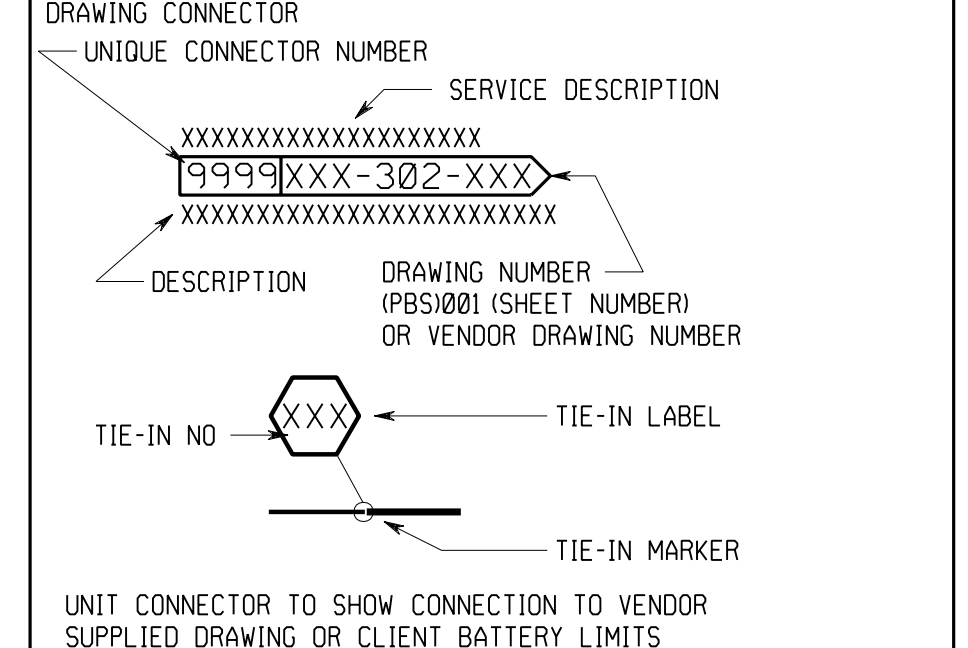 DRAWING CONNECTOR
UNIQUE CONNECTOR NUMBER
SERVICE DESCRIPTION
XXXXXXXXXXXXXXXXXXXX
9999 XXX-302-XXX
XXXXXXXXXXXXXXXXXXXXXXXXX
DESCRIPTION
DRAWING NUMBER
(PBS)001 (SHEET NUMBER)
OR VENDOR DRAWING NUMBER
XXX
TIE-IN LABEL
TIE-IN NO
TIE-IN MARKER
UNIT CONNECTOR TO SHOW CONNECTION TO VENDOR
SUPPLIED DRAWING OR CLIENT BATTERY LIMITS